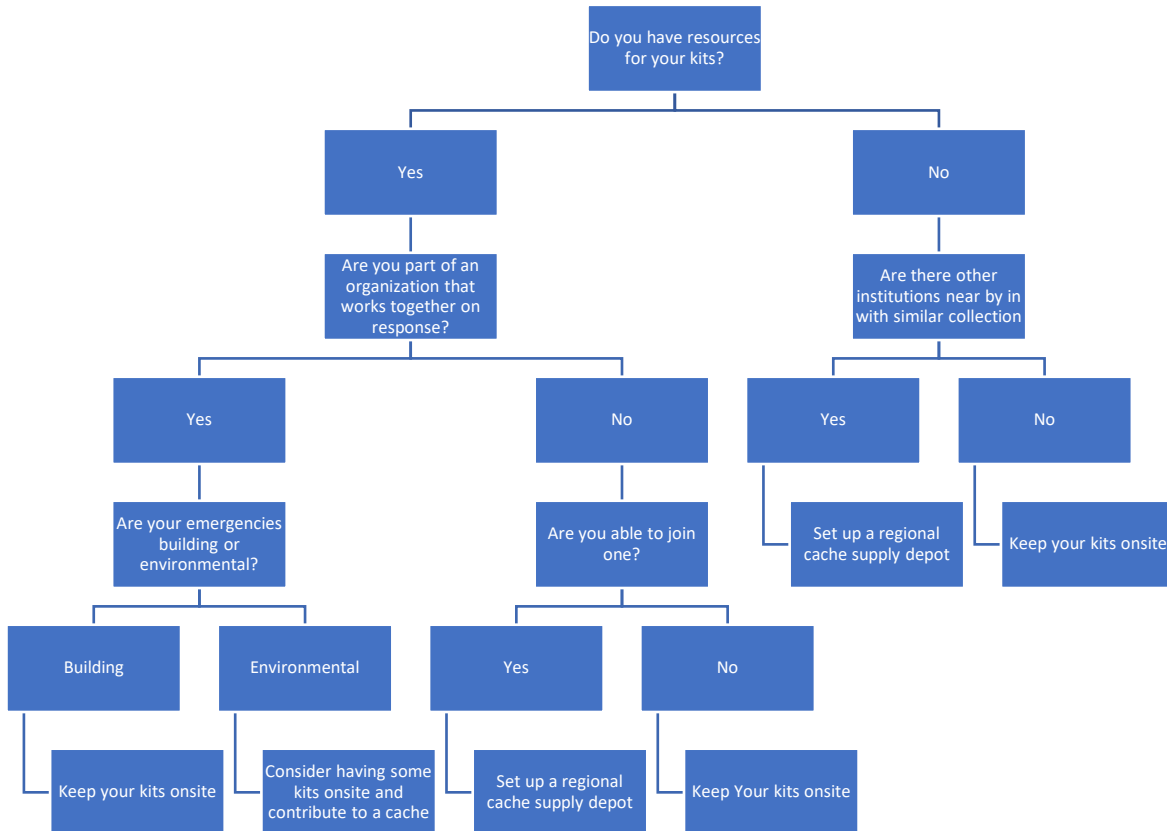 Do you have resources
for your kits?
Yes
No
Are you part of an
organization that
works together on
response?
Are there other
institutions near by in
with similar collection
Yes
No
Yes
No
Are your emergencies
building or
environmental?
Are you able to join
one?
Set up a regional
cache supply depot
Keep your kits onsite
Building
Environmental
Yes
No
Keep your kits onsite
Consider having some
kits onsite and
contribute to a cache
Set up a regional
cache supply depot
Keep Your kits onsite